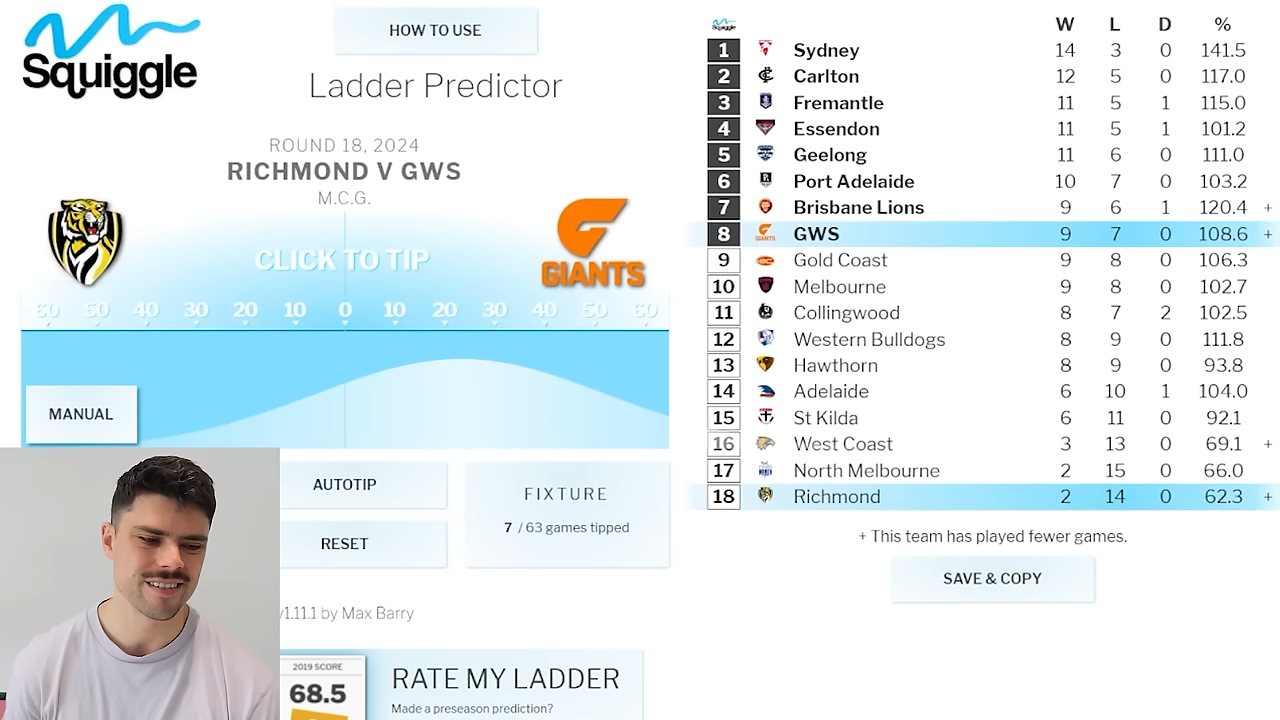 Squiggle
HOW TO USE
Ladder Predictor
ROUND 18, 2024
RICHMOND V GWS
M.C.G.
CLICK TO TIP
GIANTS
60 50 40 30 20 10 0 10 20 30 40 50 60
MANUAL
AUTOTIP
RESET
FIXTURE
7 / 63 games tipped
v1.11.1 by Max Barry
2019 SCORE
68.5
RATE MY LADDER
Made a preseason prediction?
Squiggle W L D %
1 Sydney 14 3 0 141.5
2 Carlton 12 5 0 117.0
3 Fremantle 11 5 1 115.0
4 Essendon 11 5 1 101.2
5 Geelong 11 6 0 111.0
6 Port Adelaide 10 7 0 103.2
7 Brisbane Lions 9 6 1 120.4 +
8 GIANTS GWS 9 7 0 108.6 +
9 Gold Coast 9 8 0 106.3
10 Melbourne 9 8 0 102.7
11 Collingwood 8 7 2 102.5
12 Western Bulldogs 8 9 0 111.8
13 Hawthorn 8 9 0 93.8
14 Adelaide 6 10 1 104.0
15 St Kilda 6 11 0 92.1
16 West Coast 3 13 0 69.1 +
17 North Melbourne 2 15 0 66.0
18 Richmond 2 14 0 62.3 +
+ This team has played fewer games.
SAVE & COPY